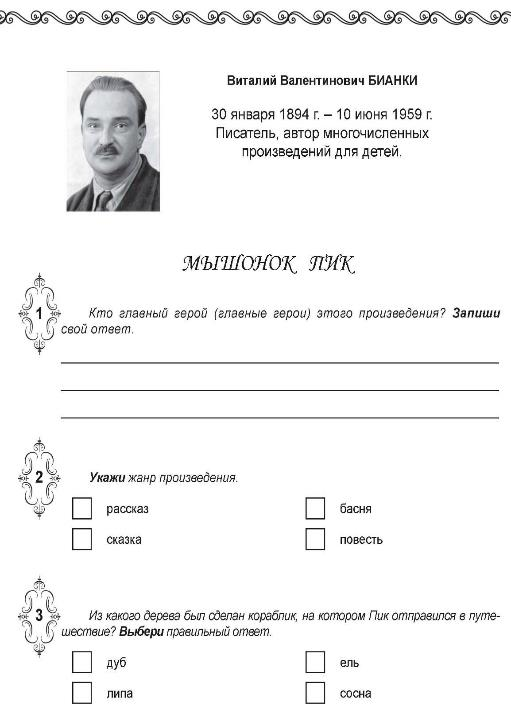 Виталий Валентинович БИАНКИ
30 января 1894 г. – 10 июня 1959 г.
Писатель, автор многочисленных
произведений для детей.
МЫШОНОК ПИК
1
Кто главный герой (главные герои) этого произведения? Запиши
свой ответ.
2
Укажи жанр произведения.
рассказ
басня
сказка
повесть
3
Из какого дерева был сделан кораблик, на котором Пик отправился в путе-
шествие? Выбери правильный ответ.
дуб
ель
липа
сосна